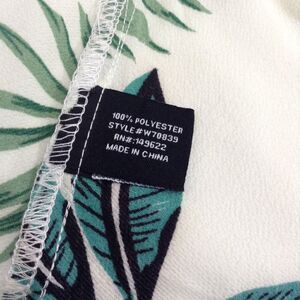 100% POLYESTER
STYLE#W70839
RN#:149622
MADE IN CHINA